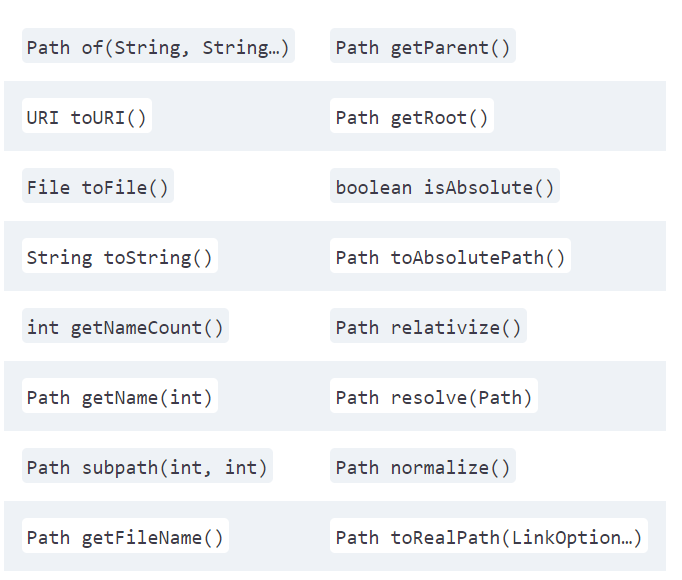 Path of(String, String…) Path getParent()
URI toURI() Path getRoot()
File toFile() boolean isAbsolute()
String toString() Path toAbsolutePath()
int getNameCount() Path relativize()
Path getName(int) Path resolve(Path)
Path subpath(int, int) Path normalize()
Path getFileName() Path toRealPath(LinkOption…)